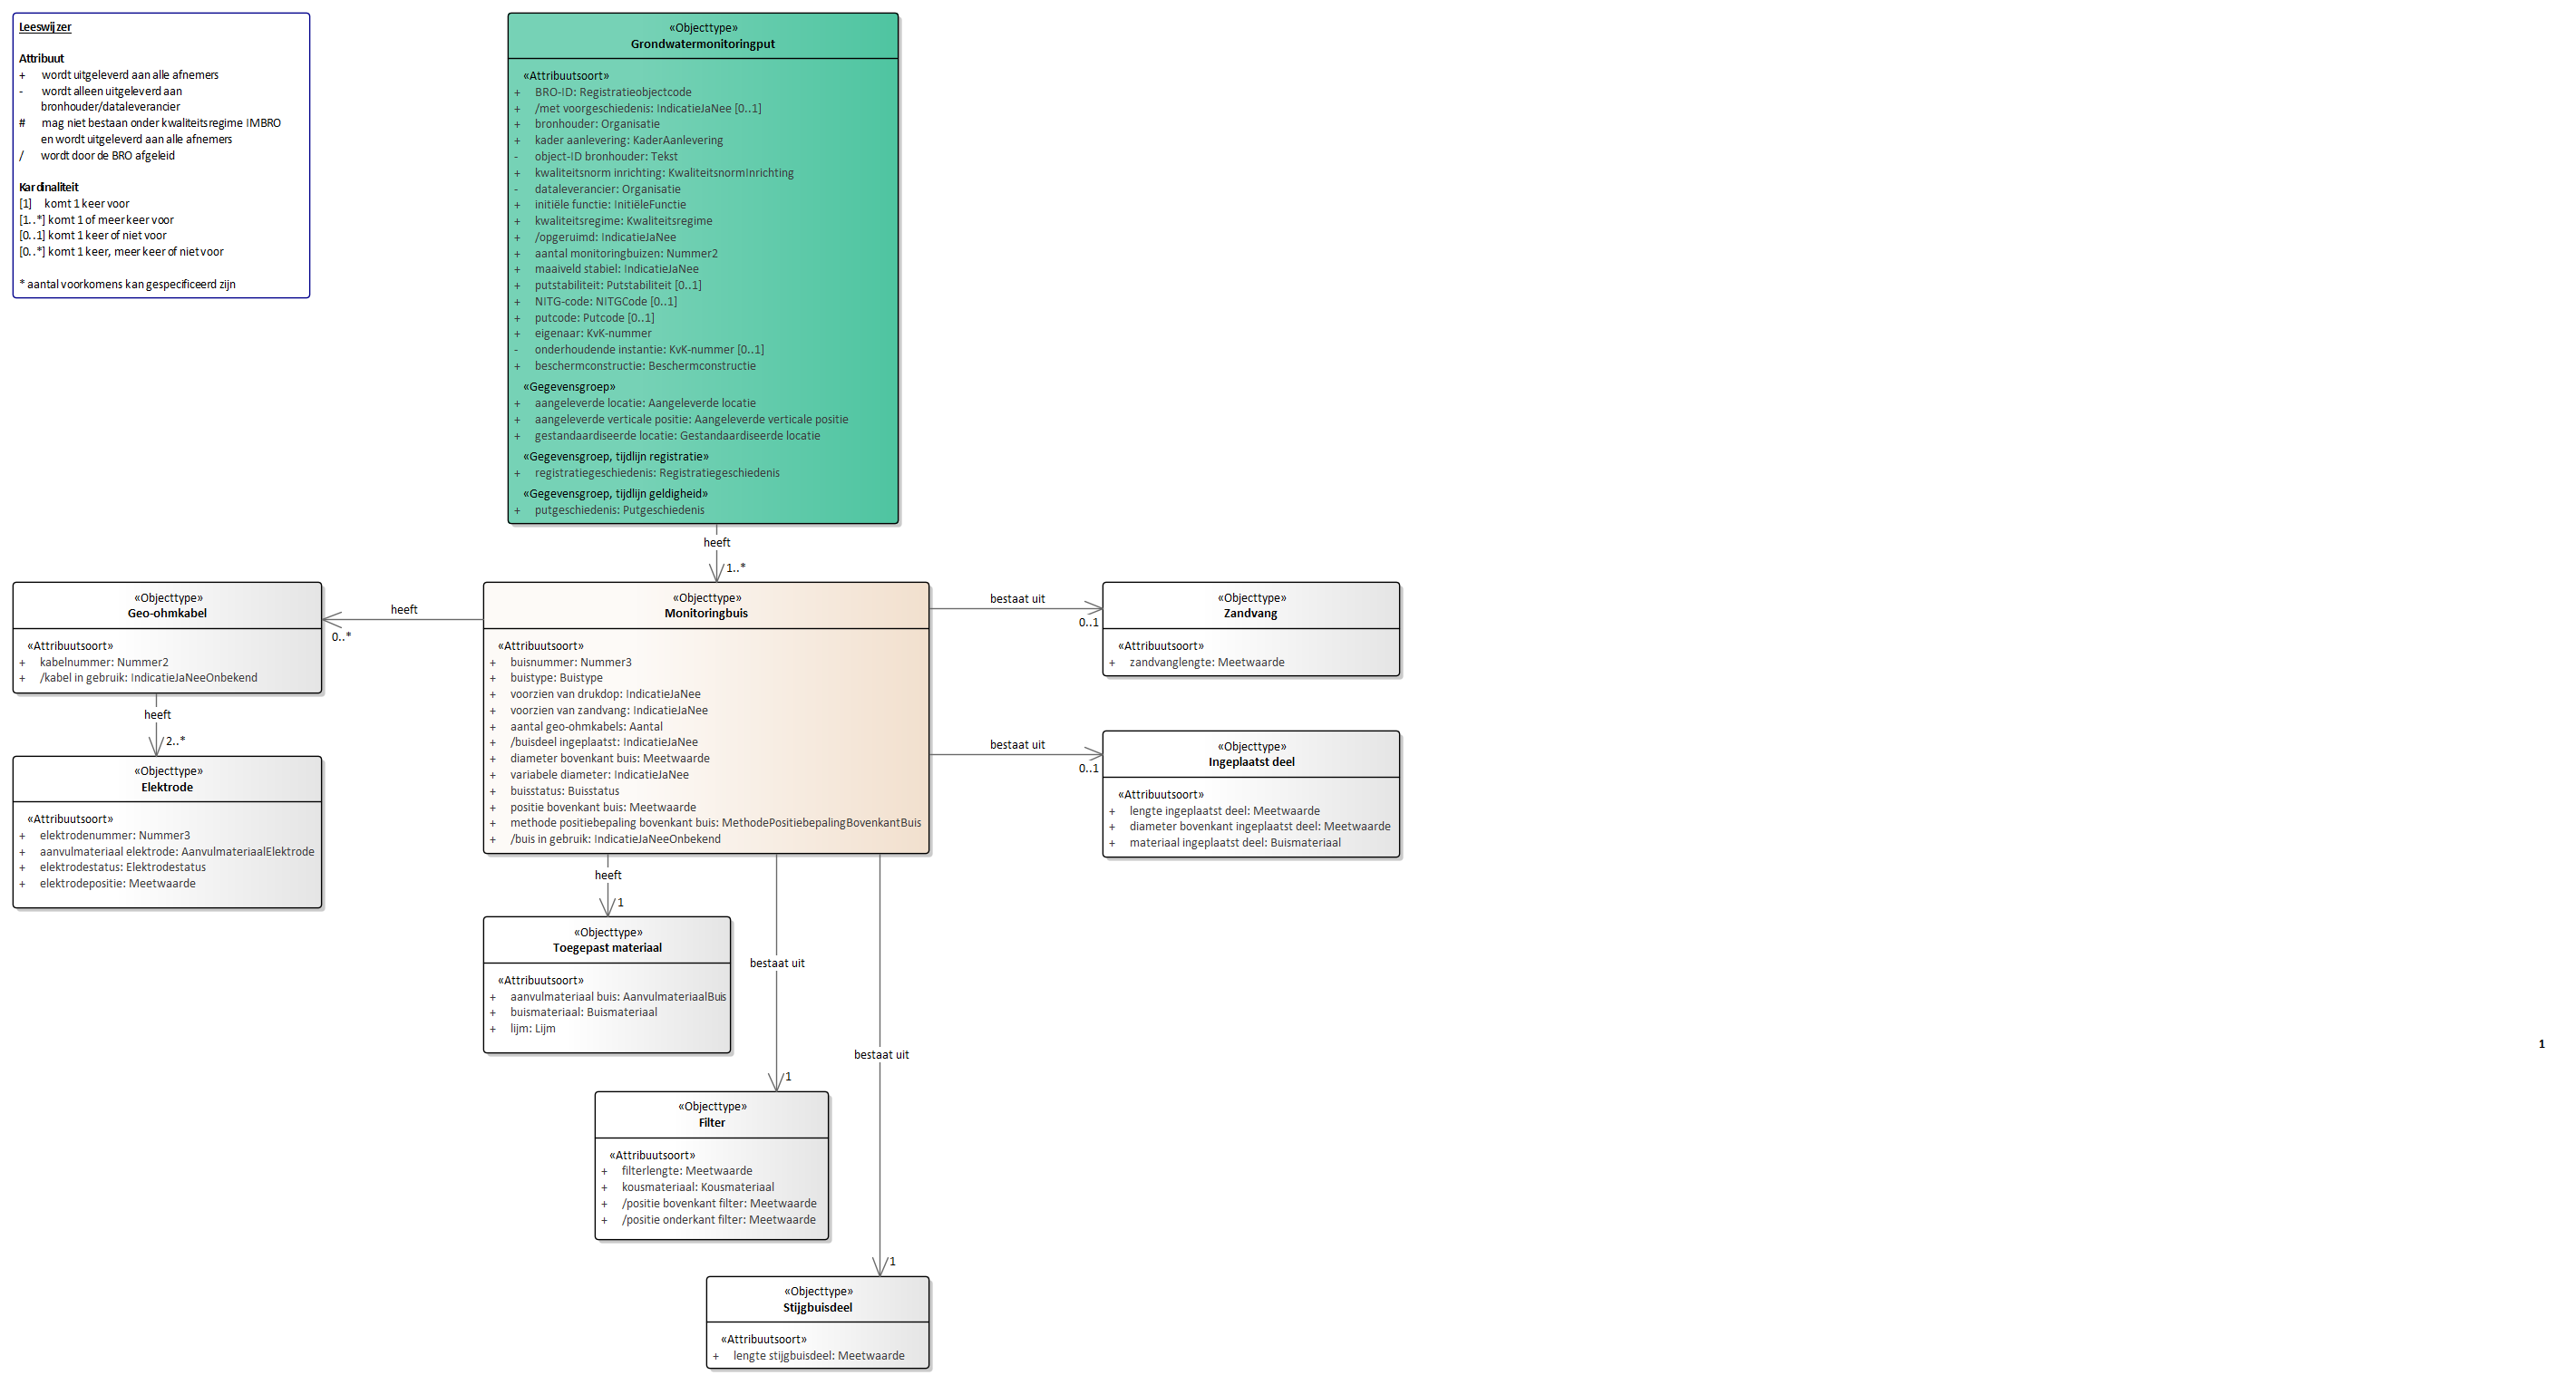 Leeswijzer
Attribuut
+ wordt uitgeleverd aan alle afnemers
- wordt alleen uitgeleverd aan
bronhouder/dataleverancier
# mag niet bestaan onder kwaliteitsregime IMBRO
en wordt uitgeleverd aan alle afnemers
/ wordt door de BRO afgeleid
Kardinaliteit
[1] komt 1 keer voor
[1..*] komt 1 of meer keer voor
[0..1] komt 1 keer of niet voor
[0..*] komt 1 keer, meer keer of niet voor
* aantal voorkomens kan gespecificeerd zijn
«Objecttype»
Grondwatermonitoringput
«Attribuutsoort»
+ BRO-ID: Registratieobjectcode
+ /met voorgeschiedenis: IndicatieJaNee [0..1]
+ bronhouder: Organisatie
+ kader aanlevering: KaderAanlevering
- object-ID bronhouder: Tekst
+ kwaliteitsnorm inrichting: KwaliteitsnormInrichting
- dataleverancier: Organisatie
+ initiële functie: InitiëleFunctie
+ kwaliteitsregime: Kwaliteitsregime
+ /opgeruimd: IndicatieJaNee
+ aantal monitoringbuizen: Nummer2
+ maaiveld stabiel: IndicatieJaNee
+ putstabiliteit: Putstabiliteit [0..1]
+ NITG-code: NITGCode [0..1]
+ putcode: Putcode [0..1]
+ eigenaar: KvK-nummer
- onderhoudende instantie: KvK-nummer [0..1]
+ beschermconstructie: Beschermconstructie
«Gegevensgroep»
+ aangeleverde locatie: Aangeleverde locatie
+ aangeleverde verticale positie: Aangeleverde verticale positie
+ gestandaardiseerde locatie: Gestandaardiseerde locatie
«Gegevensgroep, tijdlijn registratie»
+ registratiegeschiedenis: Registratiegeschiedenis
«Gegevensgroep, tijdlijn geldigheid»
+ putgeschiedenis: Putgeschiedenis
heeft
1..*
«Objecttype»
Geo-ohmkabel
«Attribuutsoort»
+ kabelnummer: Nummer2
+ /kabel in gebruik: IndicatieJaNeeOnbekend
heeft
0..*
«Objecttype»
Monitoringbuis
«Attribuutsoort»
+ buisnummer: Nummer3
+ buistype: Buistype
+ voorzien van drukdop: IndicatieJaNee
+ voorzien van zandvang: IndicatieJaNee
+ aantal geo-ohmkabels: Aantal
+ /buisdeel ingeplaatst: IndicatieJaNee
+ diameter bovenkant buis: Meetwaarde
+ variabele diameter: IndicatieJaNee
+ buisstatus: Buisstatus
+ positie bovenkant buis: Meetwaarde
+ methode positiebepaling bovenkant buis: MethodePositiebepalingBovenkantBuis
+ /buis in gebruik: IndicatieJaNeeOnbekend
bestaat uit
0..1
«Objecttype»
Zandvang
«Attribuutsoort»
+ zandvanglengte: Meetwaarde
bestaat uit
0..1
«Objecttype»
Ingeplaatst deel
«Attribuutsoort»
+ lengte ingeplaatst deel: Meetwaarde
+ diameter bovenkant ingeplaatst deel: Meetwaarde
+ materiaal ingeplaatst deel: Buismateriaal
heeft
2..*
«Objecttype»
Elektrode
«Attribuutsoort»
+ elektrodenummer: Nummer3
+ aanvulmateriaal elektrode: AanvulmateriaalElektrode
+ elektrodestatus: Elektrodestatus
+ elektrodepositie: Meetwaarde
heeft
1
«Objecttype»
Toegepast materiaal
«Attribuutsoort»
+ aanvulmateriaal buis: AanvulmateriaalBuis
+ buismateriaal: Buismateriaal
+ lijm: Lijm
bestaat uit
1
«Objecttype»
Filter
«Attribuutsoort»
+ filterlengte: Meetwaarde
+ kousmateriaal: Kousmateriaal
+ /positie bovenkant filter: Meetwaarde
+ /positie onderkant filter: Meetwaarde
bestaat uit
1
«Objecttype»
Stijgbuisdeel
«Attribuutsoort»
+ lengte stijgbuisdeel: Meetwaarde
1